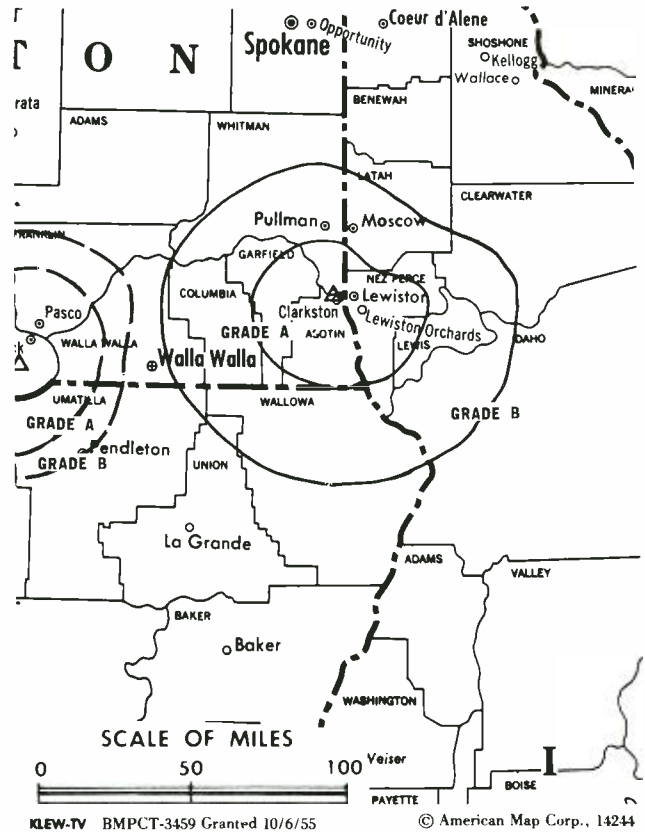 T O N
Coeur d'Alene
Opportunity
Spokane
SHOSHONE
Kellogg
Wallace
MINERA
rata
BENEWAH
ADAMS
WHITMAN
LATAH
CLEARWATER
Pullman
Moscow
FRANKLIN
GARFIELD
NEZ PERCE
COLUMBIA
Lewiston
Clarkston
Lewiston Orchards
Pasco
GRADE A
ASOTIN
LEWIS
IDAHO
WALLA WALLA
ck
Walla Walla
UMATILLA
WALLOWA
GRADE B
GRADE A
Pendleton
GRADE B
UNION
La Grande
ADAMS
VALLEY
BAKER
Baker
WASHINGTON
SCALE OF MILES
Veiser
I
0 50 100
BOISE
PAYETTE
KLEW-TV BMPCT-3459 Granted 10/6/55
© American Map Corp., 14244